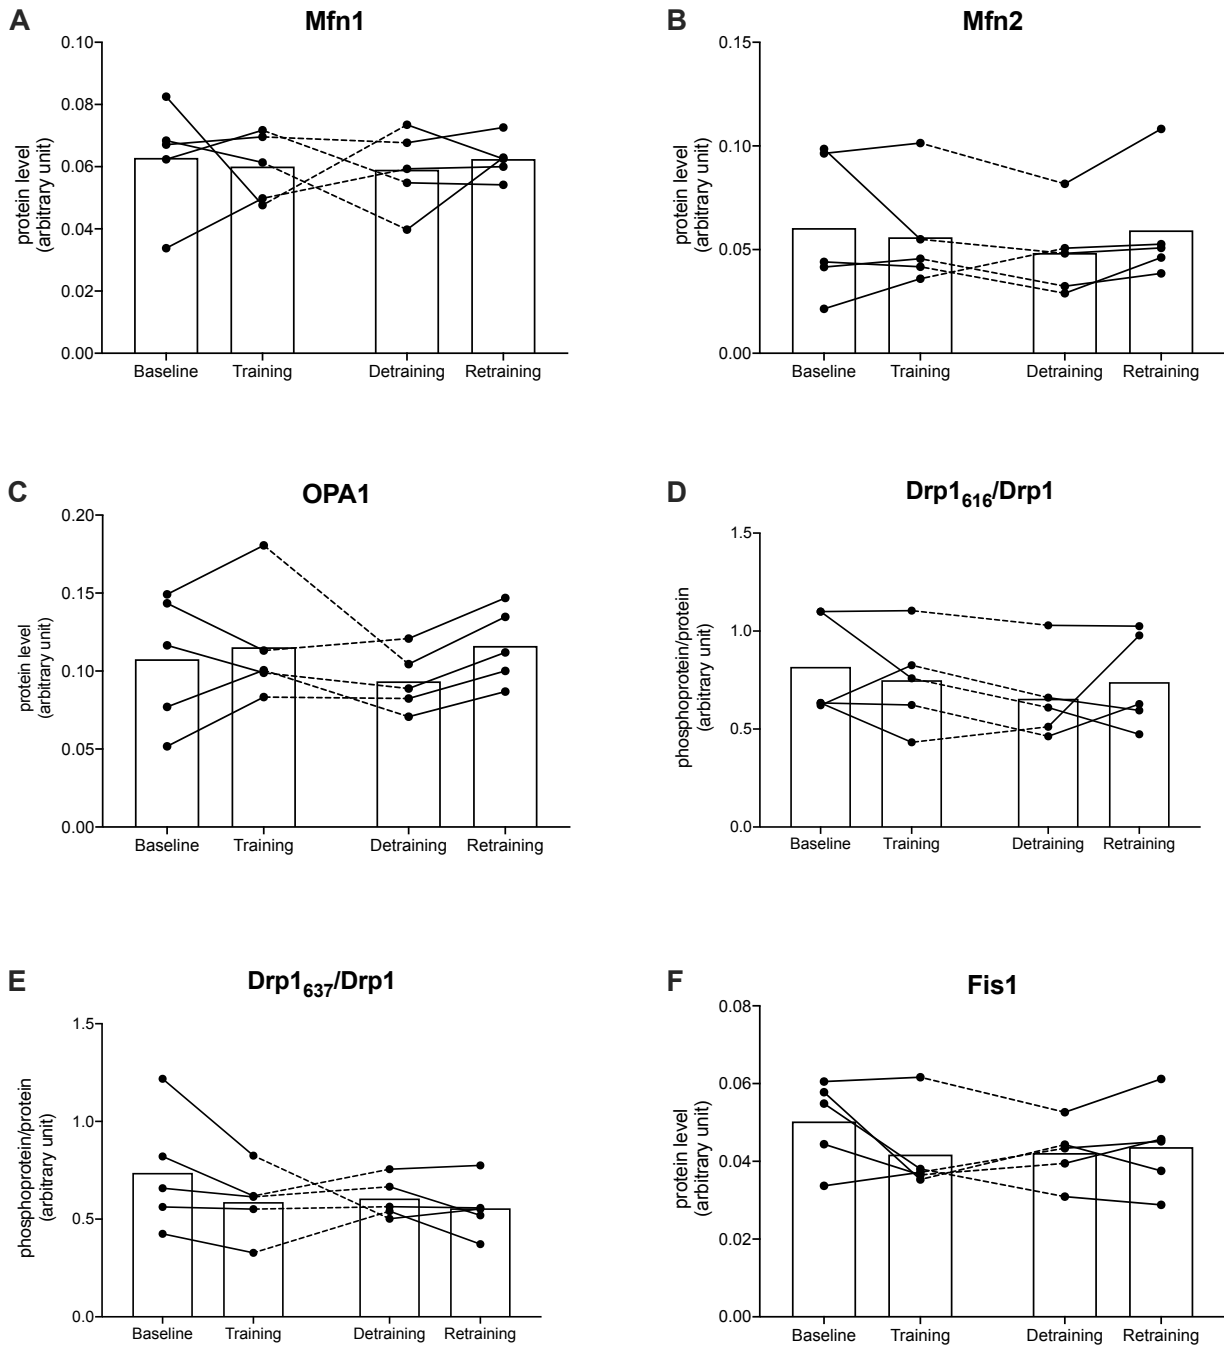 A
Mfn1
protein level
(arbitrary unit)
0.10
0.08
0.06
0.04
0.02
0.00
Baseline
Training
Detraining
Retraining
B
Mfn2
protein level
(arbitrary unit)
0.15
0.10
0.05
0.00
Baseline
Training
Detraining
Retraining
C
OPA1
protein level
(arbitrary unit)
0.20
0.15
0.10
0.05
0.00
Baseline
Training
Detraining
Retraining
D
Drp1616/Drp1
phosphoprotein/protein
(arbitrary unit)
1.5
1.0
0.5
0.0
Baseline
Training
Detraining
Retraining
E
Drp1637/Drp1
phosphoprotein/protein
(arbitrary unit)
1.5
1.0
0.5
0.0
Baseline
Training
Detraining
Retraining
F
Fis1
protein level
(arbitrary unit)
0.08
0.06
0.04
0.02
0.00
Baseline
Training
Detraining
Retraining